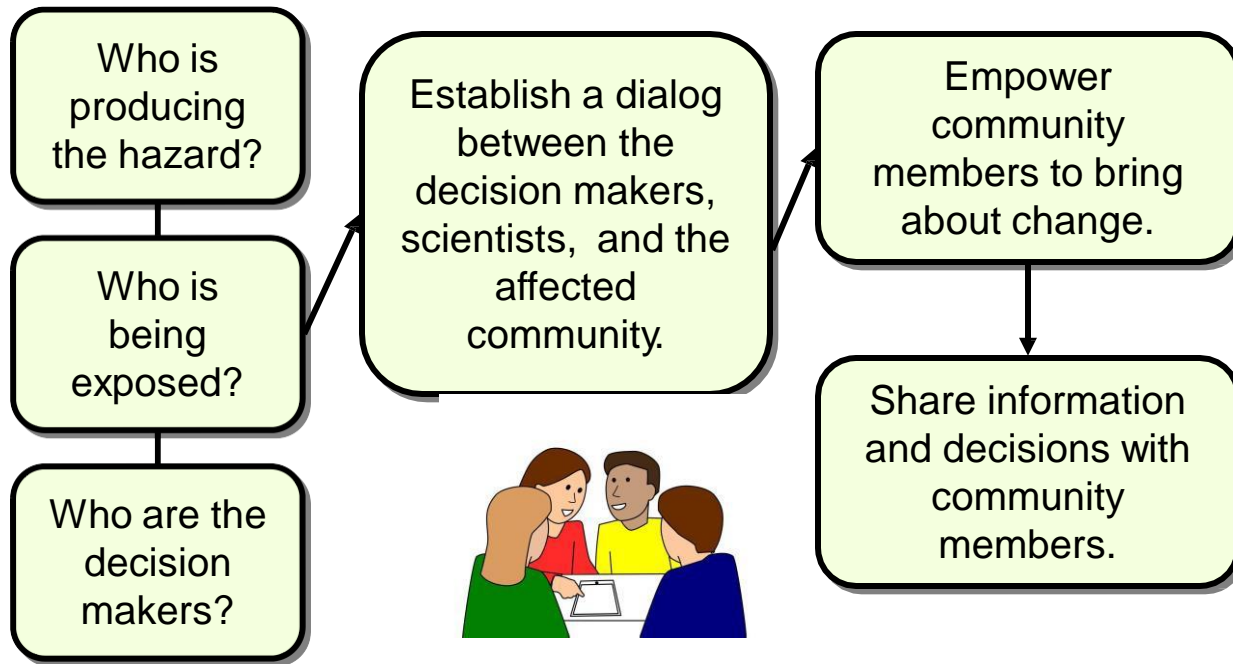 Who is
producing
the hazard?
Who is
being
exposed?
Who are the
decision
makers?
Establish a dialog
between the
decision makers,
scientists, and the
affected
community.
Empower
community
members to bring
about change.
Share information
and decisions with
community
members.